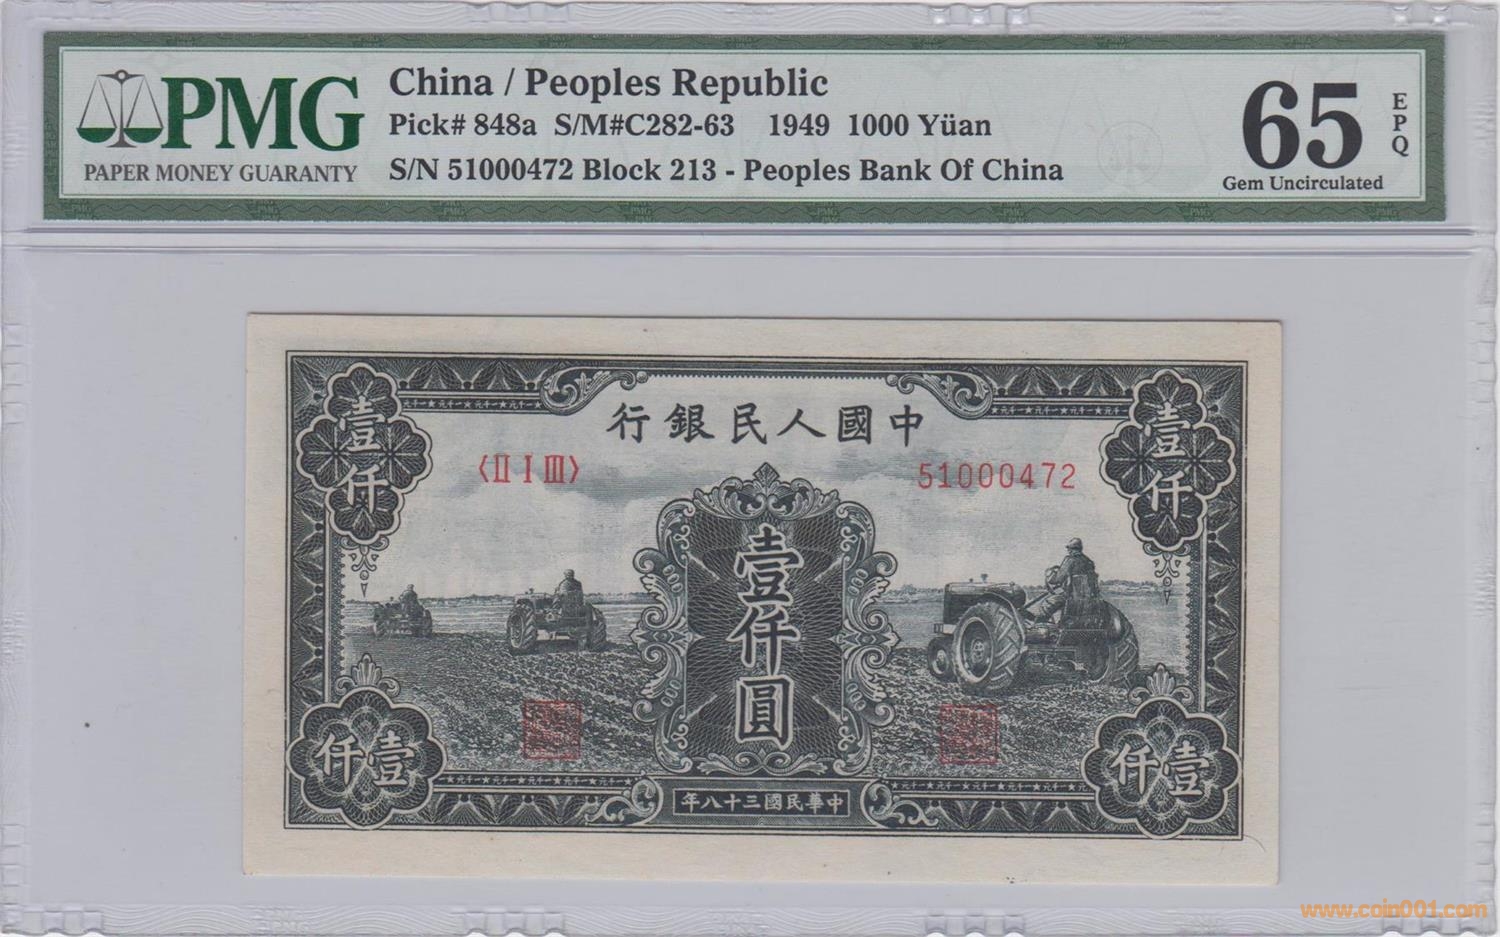 PMG
PAPER MONEY GUARANTY
China / Peoples Republic
Pick# 848a S/M#C282-63 1949 1000 Yüan
S/N 51000472 Block 213 - Peoples Bank Of China
65
EPQ
Gem Uncirculated
行銀民人國中
〈II I III〉
51000472
壹仟
壹仟
壹仟圓
仟壹
仟壹
年八十三國民華中
www.coin001.com